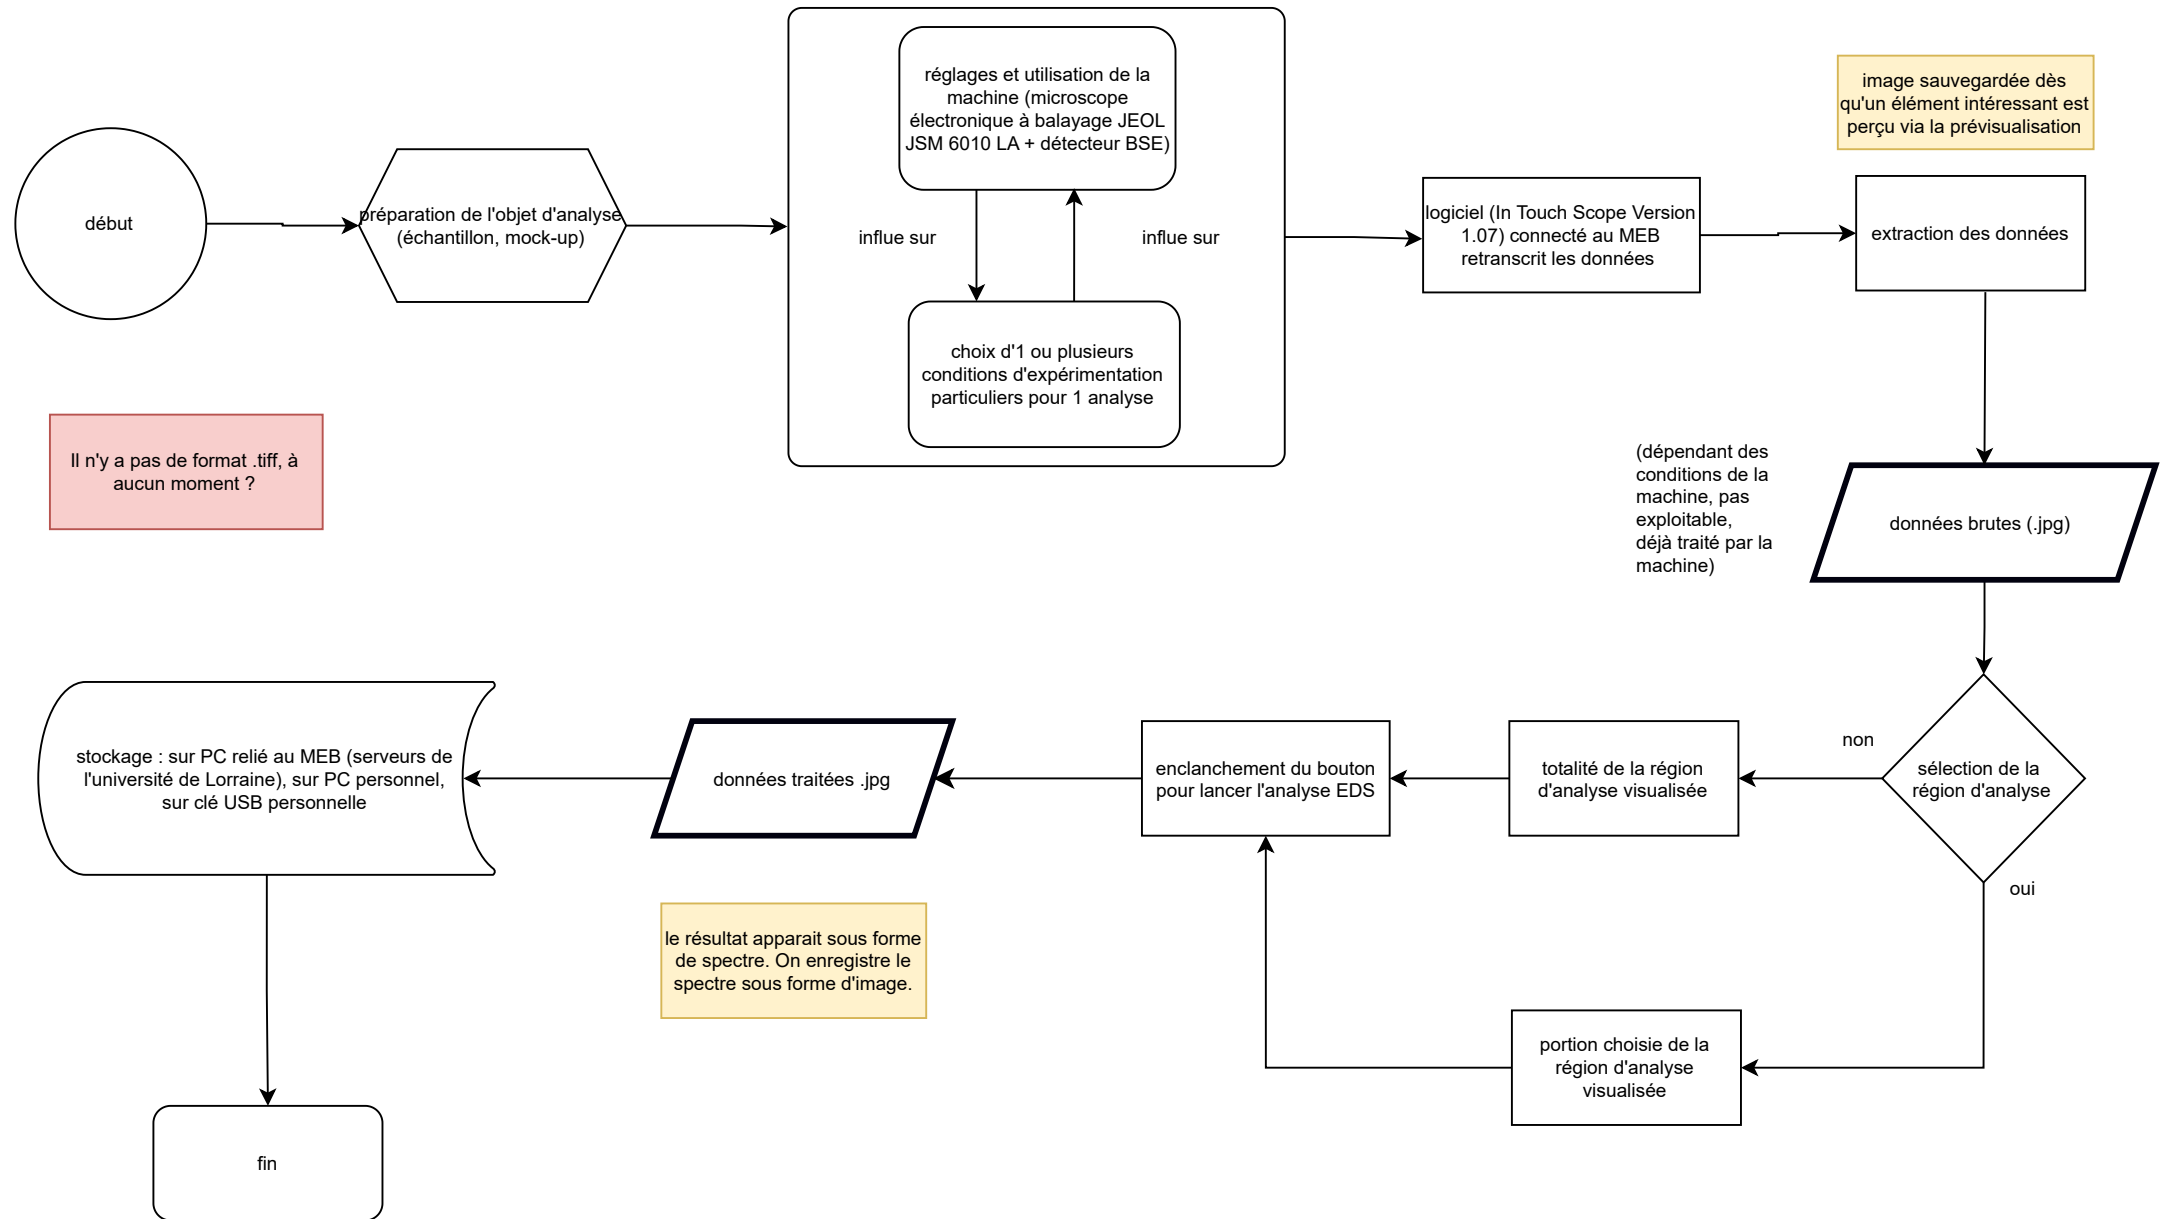 début
préparation de l'objet d'analyse
(échantillon, mock-up)
réglages et utilisation de la
machine (microscope
électronique à balayage JEOL
JSM 6010 LA + détecteur BSE)
influe sur
influe sur
choix d'1 ou plusieurs
conditions d'expérimentation
particuliers pour 1 analyse
logiciel (In Touch Scope Version
1.07) connecté au MEB
retranscrit les données
image sauvegardée dès
qu'un élément intéressant est
perçu via la prévisualisation
extraction des données
Il n'y a pas de format .tiff, à
aucun moment ?
(dépendant des
conditions de la
machine, pas
exploitable,
déjà traité par la
machine)
données brutes (.jpg)
sélection de la
région d'analyse
non
oui
totalité de la région
d'analyse visualisée
portion choisie de la
région d'analyse
visualisée
enclanchement du bouton
pour lancer l'analyse EDS
données traitées .jpg
le résultat apparait sous forme
de spectre. On enregistre le
spectre sous forme d'image.
stockage : sur PC relié au MEB (serveurs de
l'université de Lorraine), sur PC personnel,
sur clé USB personnelle
fin